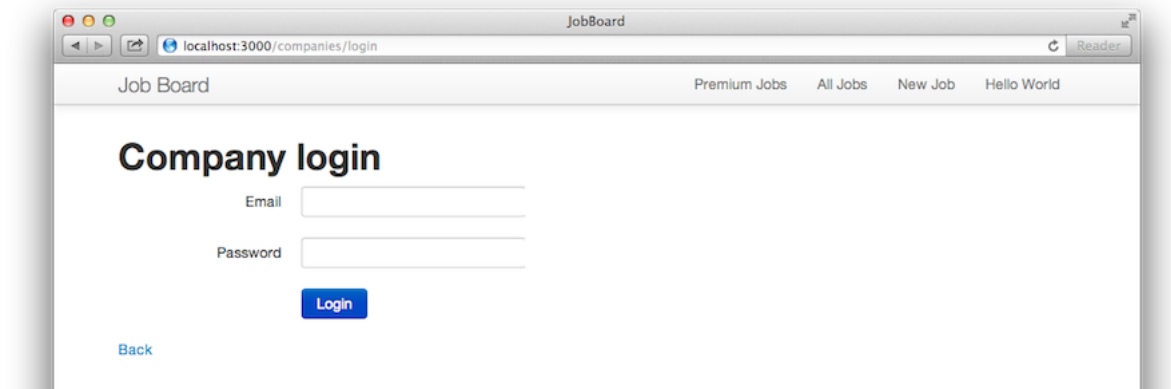 JobBoard
localhost:3000/companies/login Reader
Job Board Premium Jobs All Jobs New Job Hello World
Company login
Email
Password
Login
Back